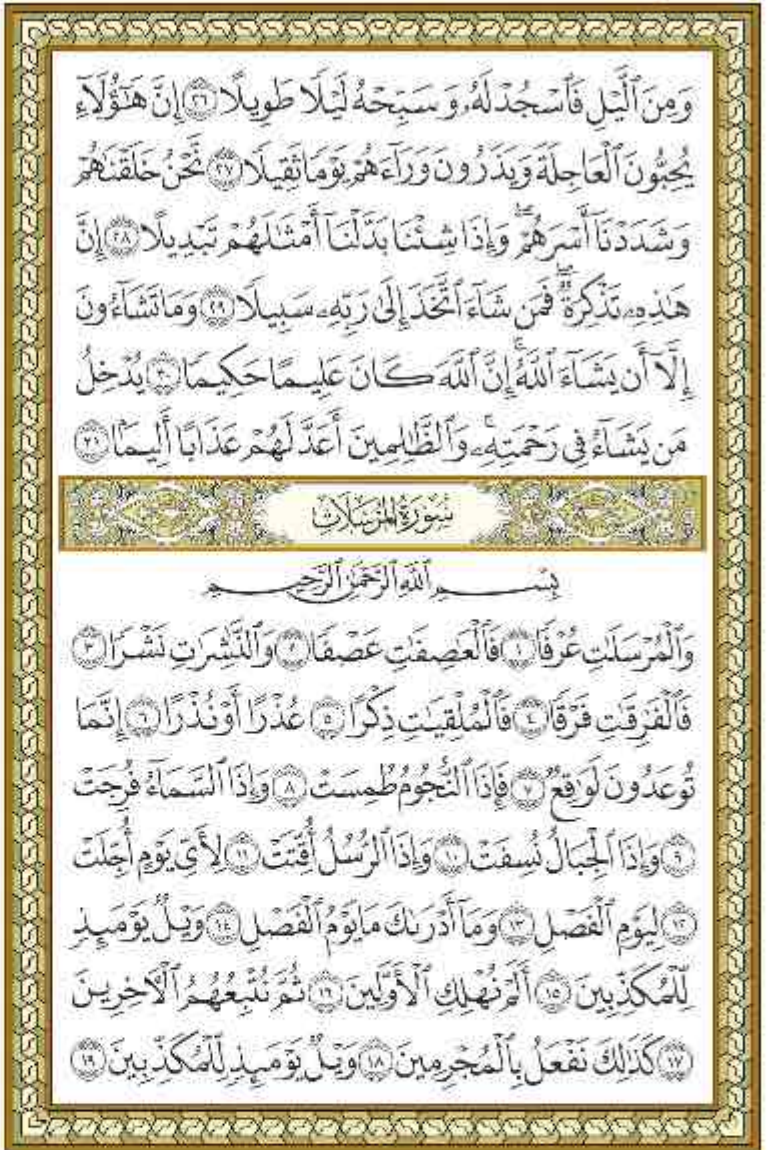 وَمِنَ ٱلَّيْلِ فَٱسْجُدْ لَهُۥ وَسَبِّحْهُ لَيْلًا طَوِيلًا ٢٦ إِنَّ هَٰٓؤُلَآءِ
يُحِبُّونَ ٱلْعَاجِلَةَ وَيَذَرُونَ وَرَآءَهُمْ يَوْمًا ثَقِيلًا ٢٧ نَّحْنُ خَلَقْنَٰهُمْ
وَشَدَدْنَآ أَسْرَهُمْ ۖ وَإِذَا شِئْنَا بَدَّلْنَآ أَمْثَٰلَهُمْ تَبْدِيلًا ٢٨ إِنَّ
هَٰذِهِۦ تَذْكِرَةٌ ۖ فَمَن شَآءَ ٱتَّخَذَ إِلَىٰ رَبِّهِۦ سَبِيلًا ٢٩ وَمَا تَشَآءُونَ
إِلَّآ أَن يَشَآءَ ٱللَّهُ ۚ إِنَّ ٱللَّهَ كَانَ عَلِيمًا حَكِيمًا ٣٠ يُدْخِلُ
مَن يَشَآءُ فِى رَحْمَتِهِۦ ۚ وَٱلظَّٰلِمِينَ أَعَدَّ لَهُمْ عَذَابًا أَلِيمًۢا ٣١
سُورَةُ المُرْسَلَاتِ
بِسْمِ ٱللَّهِ ٱلرَّحْمَٰنِ ٱلرَّحِيمِ
وَٱلْمُرْسَلَٰتِ عُرْفًا ١ فَٱلْعَٰصِفَٰتِ عَصْفًا ٢ وَٱلنَّٰشِرَٰتِ نَشْرًا ٣
فَٱلْفَٰرِقَٰتِ فَرْقًا ٤ فَٱلْمُلْقِيَٰتِ ذِكْرًا ٥ عُذْرًا أَوْ نُذْرًا ٦ إِنَّمَا
تُوعَدُونَ لَوَٰقِعٌ ٧ فَإِذَا ٱلنُّجُومُ طُمِسَتْ ٨ وَإِذَا ٱلسَّمَآءُ فُرِجَتْ
٩ وَإِذَا ٱلْجِبَالُ نُسِفَتْ ١٠ وَإِذَا ٱلرُّسُلُ أُقِّتَتْ ١١ لِأَىِّ يَوْمٍ أُجِّلَتْ
١٢ لِيَوْمِ ٱلْفَصْلِ ١٣ وَمَآ أَدْرَىٰكَ مَا يَوْمُ ٱلْفَصْلِ ١٤ وَيْلٌ يَوْمَئِذٍ
لِّلْمُكَذِّبِينَ ١٥ أَلَمْ نُهْلِكِ ٱلْأَوَّلِينَ ١٦ ثُمَّ نُتْبِعُهُمُ ٱلْءَاخِرِينَ
١٧ كَذَٰلِكَ نَفْعَلُ بِٱلْمُجْرِمِينَ ١٨ وَيْلٌ يَوْمَئِذٍ لِّلْمُكَذِّبِينَ ١٩